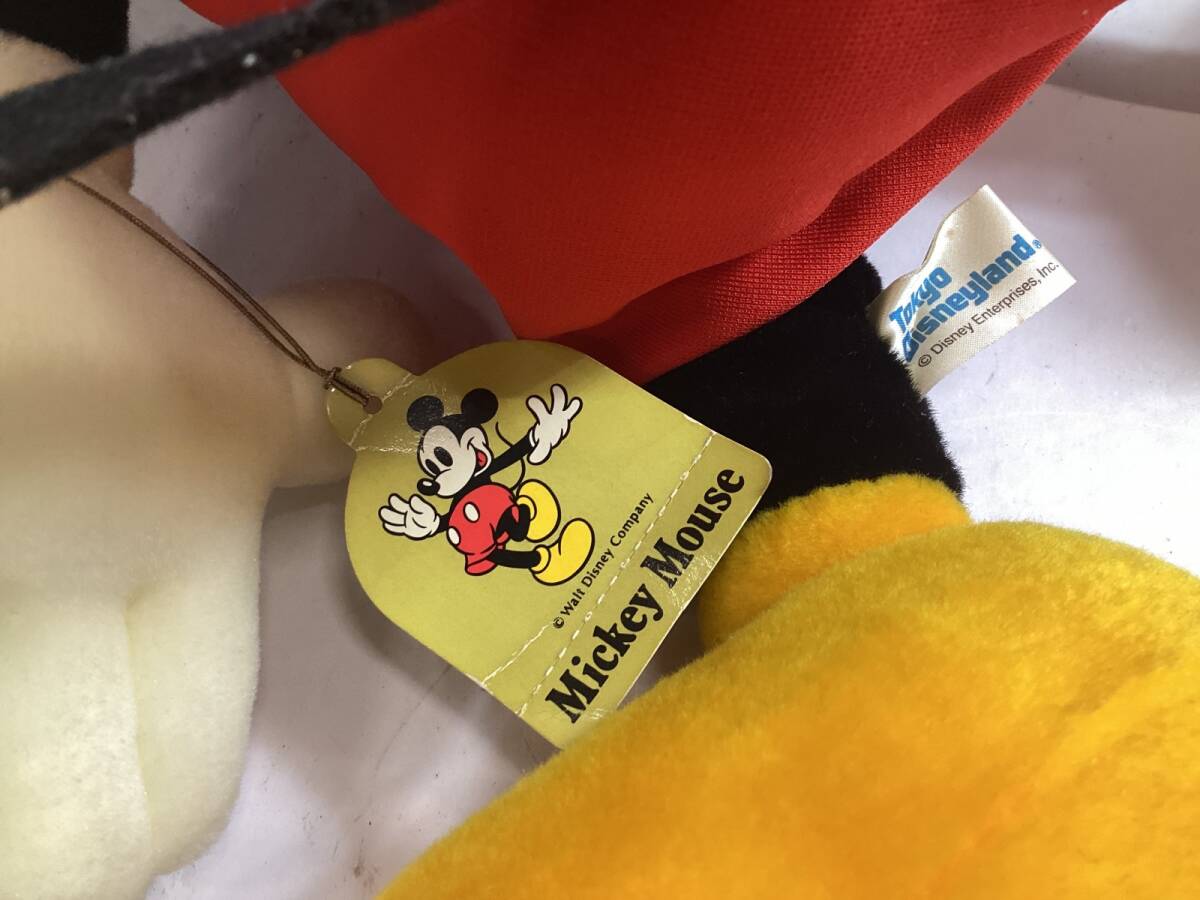 © Walt Disney Company
Mickey Mouse
Tokyo
Disneyland®
© Disney Enterprises, Inc.